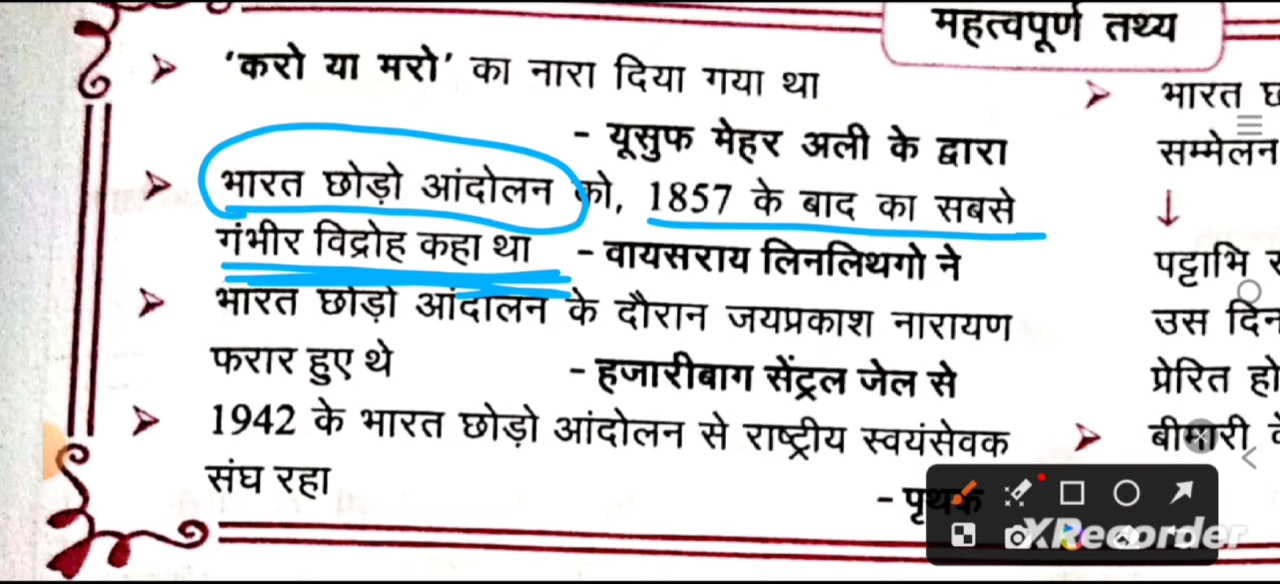 महत्वपूर्ण तथ्य
'करो या मरो' का नारा दिया गया था
- यूसुफ मेहर अली के द्वारा
भारत छोड़ो आंदोलन को, 1857 के बाद का सबसे
गंभीर विद्रोह कहा था - वायसराय लिनलिथगो ने
भारत छोड़ो आंदोलन के दौरान जयप्रकाश नारायण
फरार हुए थे - हजारीबाग सेंट्रल जेल से
1942 के भारत छोड़ो आंदोलन से राष्ट्रीय स्वयंसेवक
संघ रहा
- पृथक
भारत
सम्मेलन
↓
पट्टाभि
उस दिन
प्रेरित
बीमारी
XRecorder